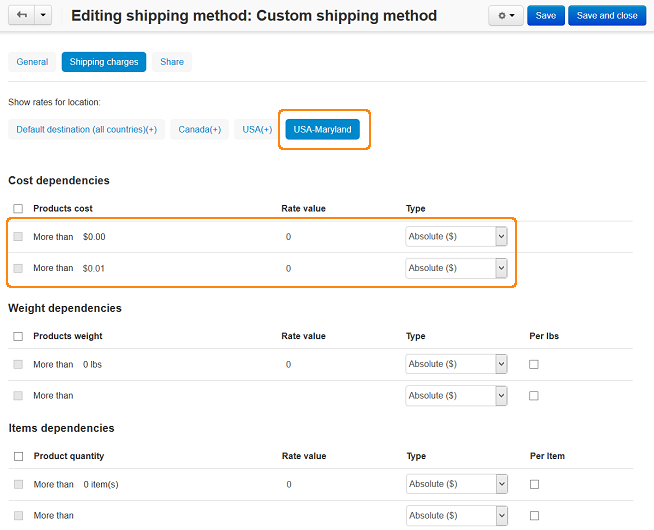 Editing shipping method: Custom shipping method Save Save and close
General Shipping charges Share
Show rates for location:
Default destination (all countries)(+) Canada(+) USA(+) USA-Maryland
Cost dependencies
Products cost Rate value Type
More than $0.00 0 Absolute ($)
More than $0.01 0 Absolute ($)
Weight dependencies
Products weight Rate value Type Per lbs
More than 0 lbs 0 Absolute ($)
More than Absolute ($)
Items dependencies
Product quantity Rate value Type Per Item
More than 0 item(s) 0 Absolute ($)
More than Absolute ($)